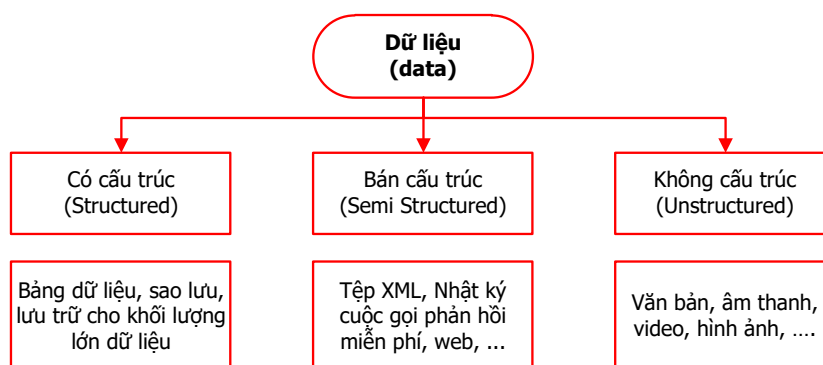 Dữ liệu
(data)
Có cấu trúc
(Structured)
Bán cấu trúc
(Semi Structured)
Không cấu trúc
(Unstructured)
Bảng dữ liệu, sao lưu,
lưu trữ cho khối lượng
lớn dữ liệu
Tệp XML, Nhật ký
cuộc gọi phản hồi
miễn phí, web, ...
Văn bản, âm thanh,
video, hình ảnh, ....